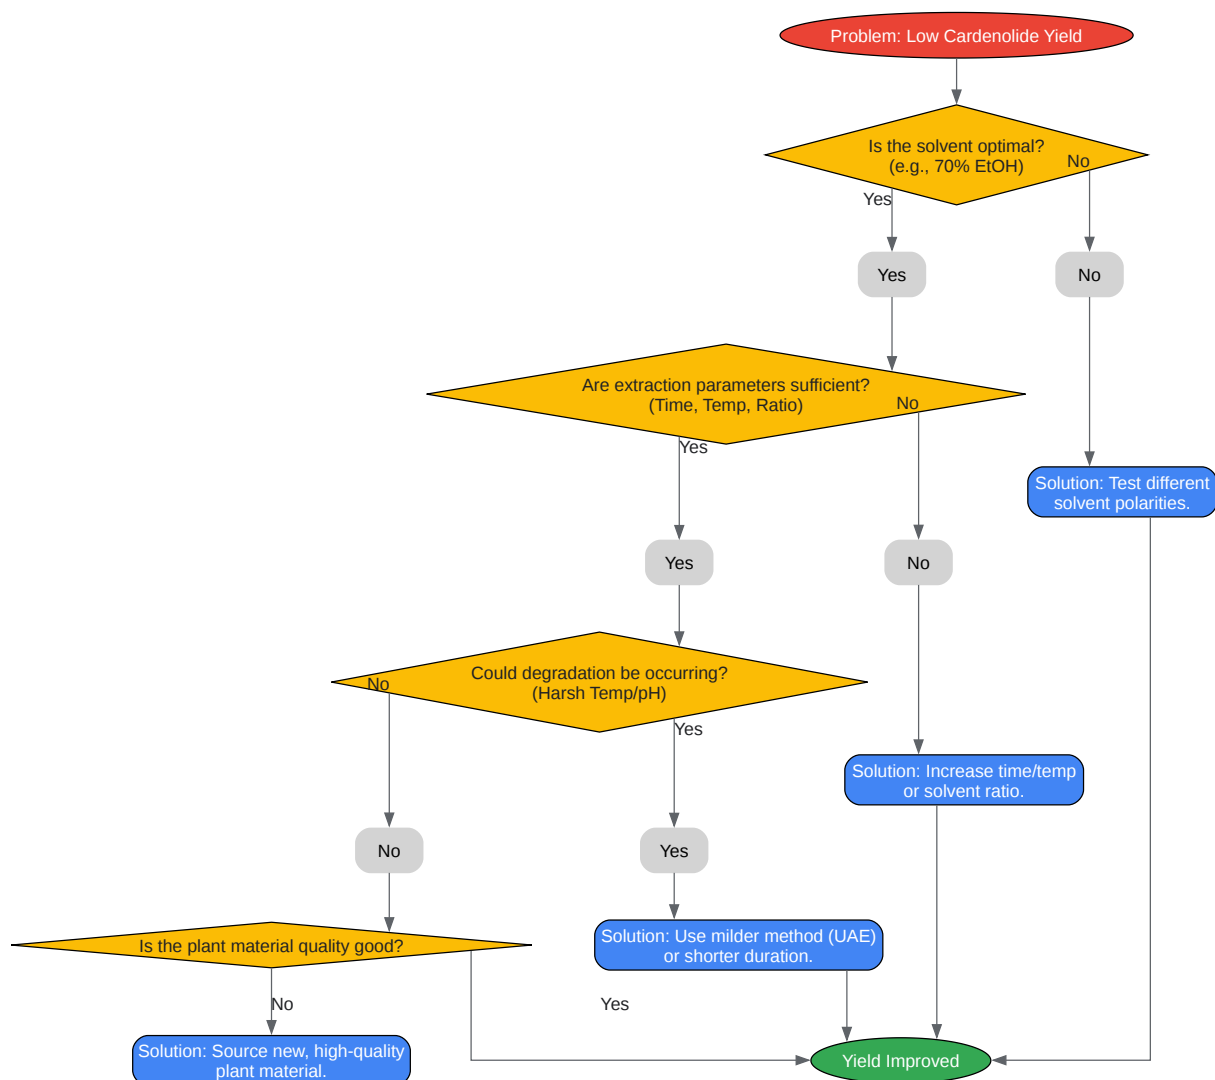 Problem: Low Cardenolide Yield
Is the solvent optimal?
(e.g., 70% EtOH)
No
Yes
Yes
No
Are extraction parameters sufficient?
(Time, Temp, Ratio)
No
Yes
Solution: Test different
solvent polarities.
Yes
No
Could degradation be occurring?
(Harsh Temp/pH)
No
Yes
Solution: Increase time/temp
or solvent ratio.
No
Yes
Is the plant material quality good?
Solution: Use milder method (UAE)
or shorter duration.
No
Yes
Solution: Source new, high-quality
plant material.
Yield Improved